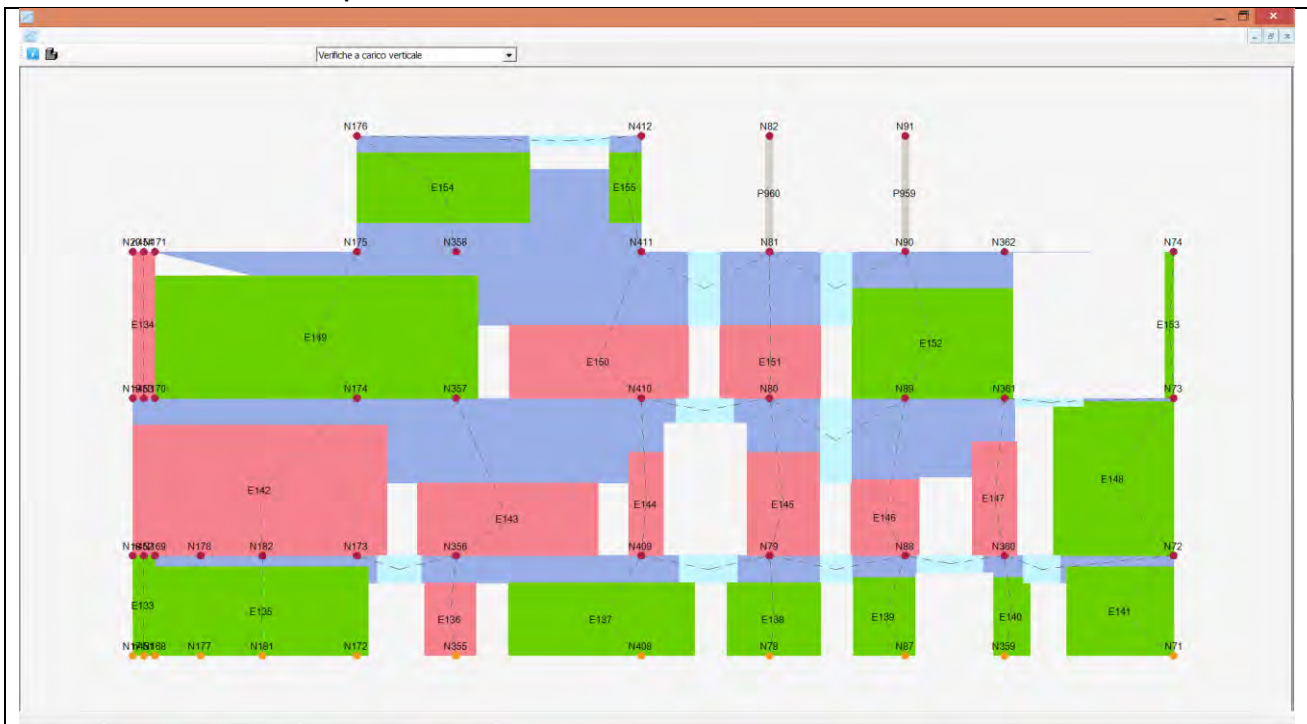 Verifiche a carico verticale
N176 N412 N82 N91
E154 E155 P960 P959
N171 N175 N358 N411 N81 N90 N362 N74
E134 E149 E150 E151 E152 E153
N174 N357 N410 N80 N89 N361 N73
E142 E143 E144 E145 E146 E147 E148
N178 N182 N173 N356 N409 N79 N88 N360 N72
E133 E135 E136 E137 E138 E139 E140 E141
N177 N181 N172 N355 N408 N78 N87 N359 N71